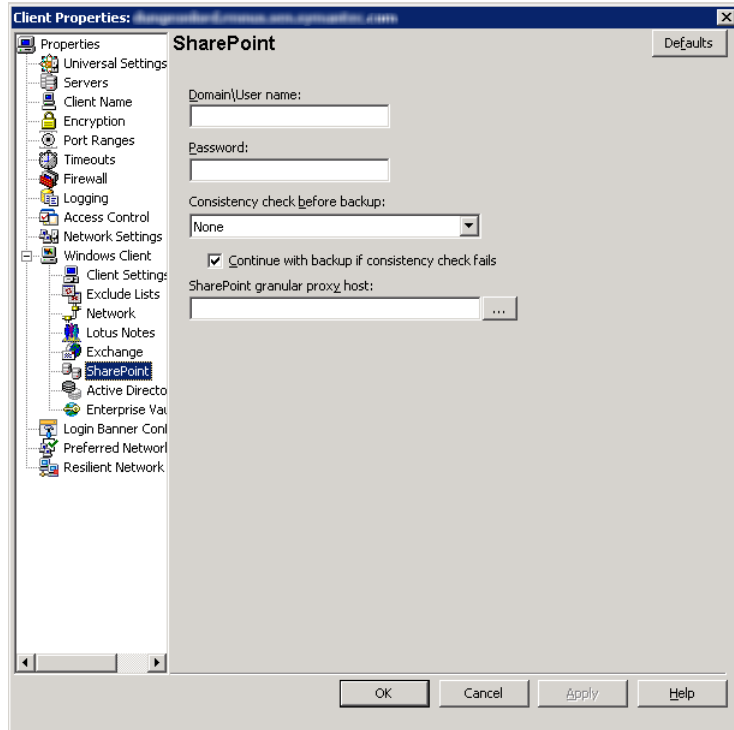 Client Properties:
Properties
Universal Settings
Servers
Client Name
Encryption
Port Ranges
Timeouts
Firewall
Logging
Access Control
Network Settings
Windows Client
Client Settings
Exclude Lists
Network
Lotus Notes
Exchange
SharePoint
Active Directo
Enterprise Vau
Login Banner Conf
Preferred Network
Resilient Network
SharePoint
Defaults
Domain\User name:
Password:
Consistency check before backup:
None
Continue with backup if consistency check fails
SharePoint granular proxy host:
...
OK
Cancel
Apply
Help